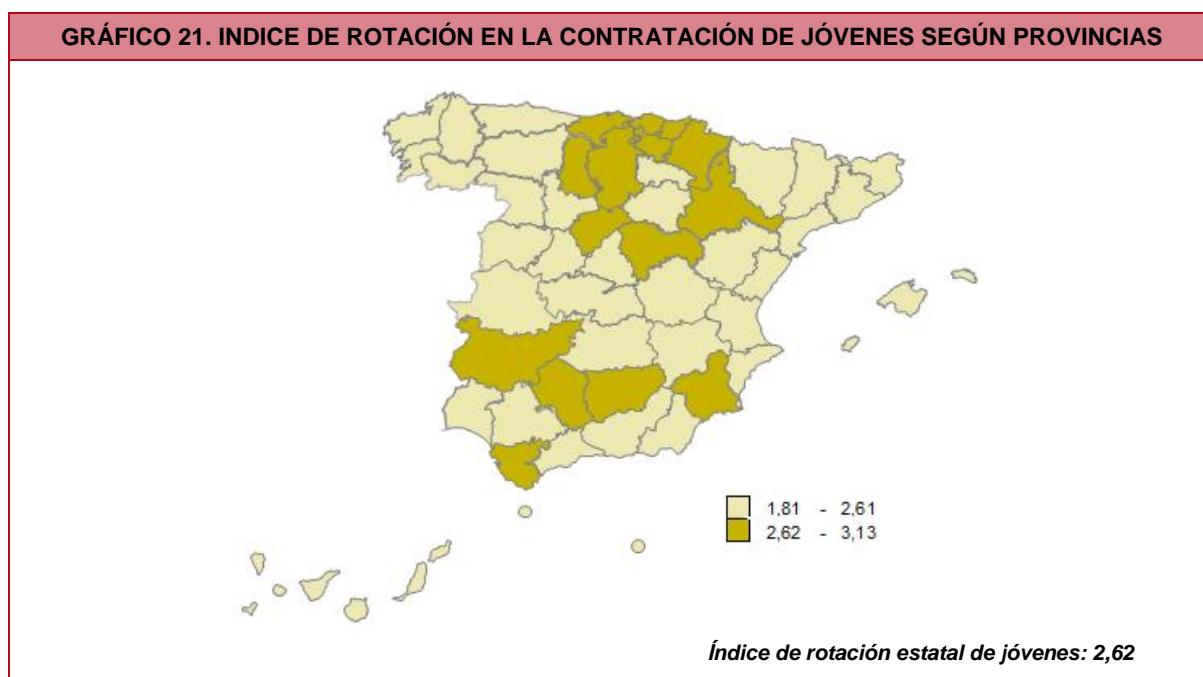 GRÁFICO 21. INDICE DE ROTACIÓN EN LA CONTRATACIÓN DE JÓVENES SEGÚN PROVINCIAS
1,81 - 2,61
2,62 - 3,13
Índice de rotación estatal de jóvenes: 2,62